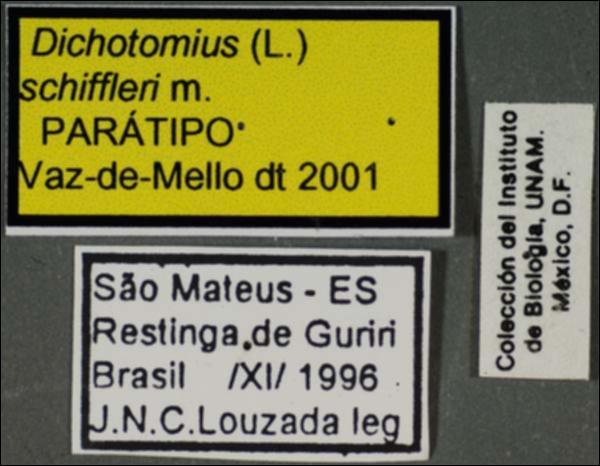 Dichotomius (L.)
schiffleri m.
PARÁTIPO
Vaz-de-Mello dt 2001
São Mateus - ES
Restinga de Guriri
Brasil /XI/ 1996
J.N.C.Louzada leg
Colección del Instituto
de Biología, UNAM.
México, D.F.